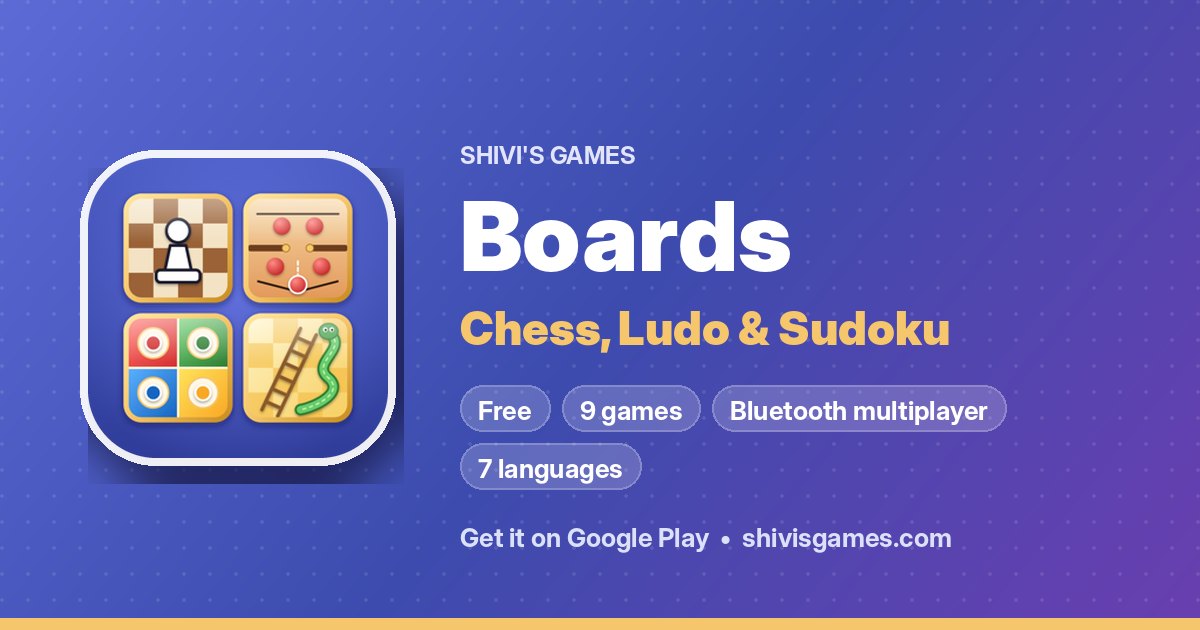 SHIVI'S GAMES
Boards
Chess, Ludo & Sudoku
Free 9 games Bluetooth multiplayer
7 languages
Get it on Google Play • shivisgames.com